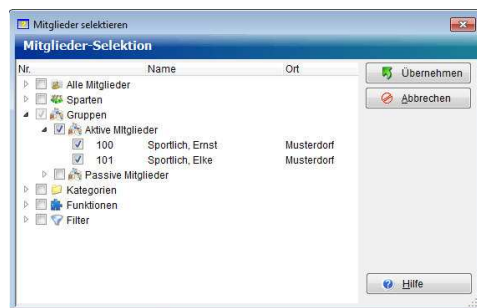 Mitglieder selektieren
Mitglieder-Selektion
Nr. Name Ort
Alle Mitglieder
Sparten
Gruppen
Aktive MItglieder
100 Sportlich, Ernst Musterdorf
101 Sportlich, Elke Musterdorf
Passive Mitglieder
Kategorien
Funktionen
Filter
Übernehmen
Abbrechen
Hilfe